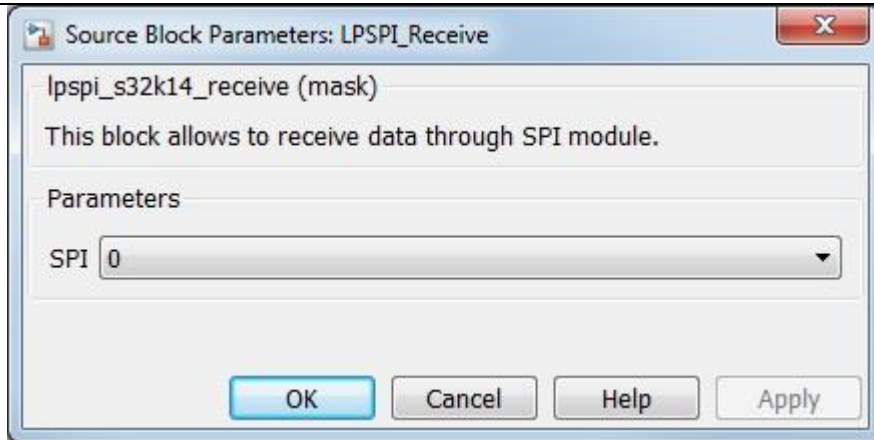 Source Block Parameters: LPSPI_Receive
lpspi_s32k14_receive (mask)
This block allows to receive data through SPI module.
Parameters
SPI 0
OK Cancel Help Apply